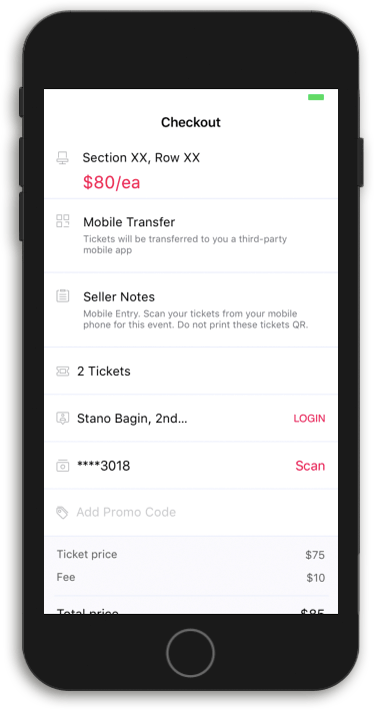 Checkout
Section XX, Row XX
$80/ea
Mobile Transfer
Tickets will be transferred to you a third-party
mobile app
Seller Notes
Mobile Entry. Scan your tickets from your mobile
phone for this event. Do not print these tickets QR.
2 Tickets
Stano Bagin, 2nd... LOGIN
****3018 Scan
Add Promo Code
Ticket price $75
Fee $10
Total price $85